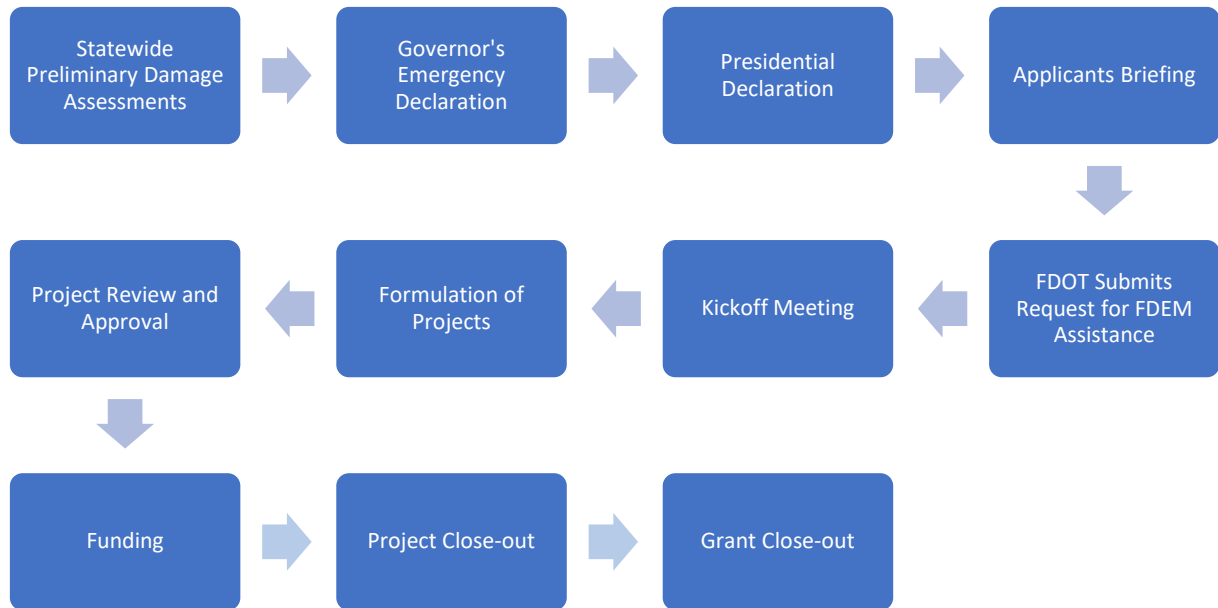 Statewide
Preliminary Damage
Assessments
Governor's
Emergency
Declaration
Presidential
Declaration
Applicants Briefing
FDOT Submits
Request for FDEM
Assistance
Kickoff Meeting
Formulation of
Projects
Project Review and
Approval
Funding
Project Close-out
Grant Close-out